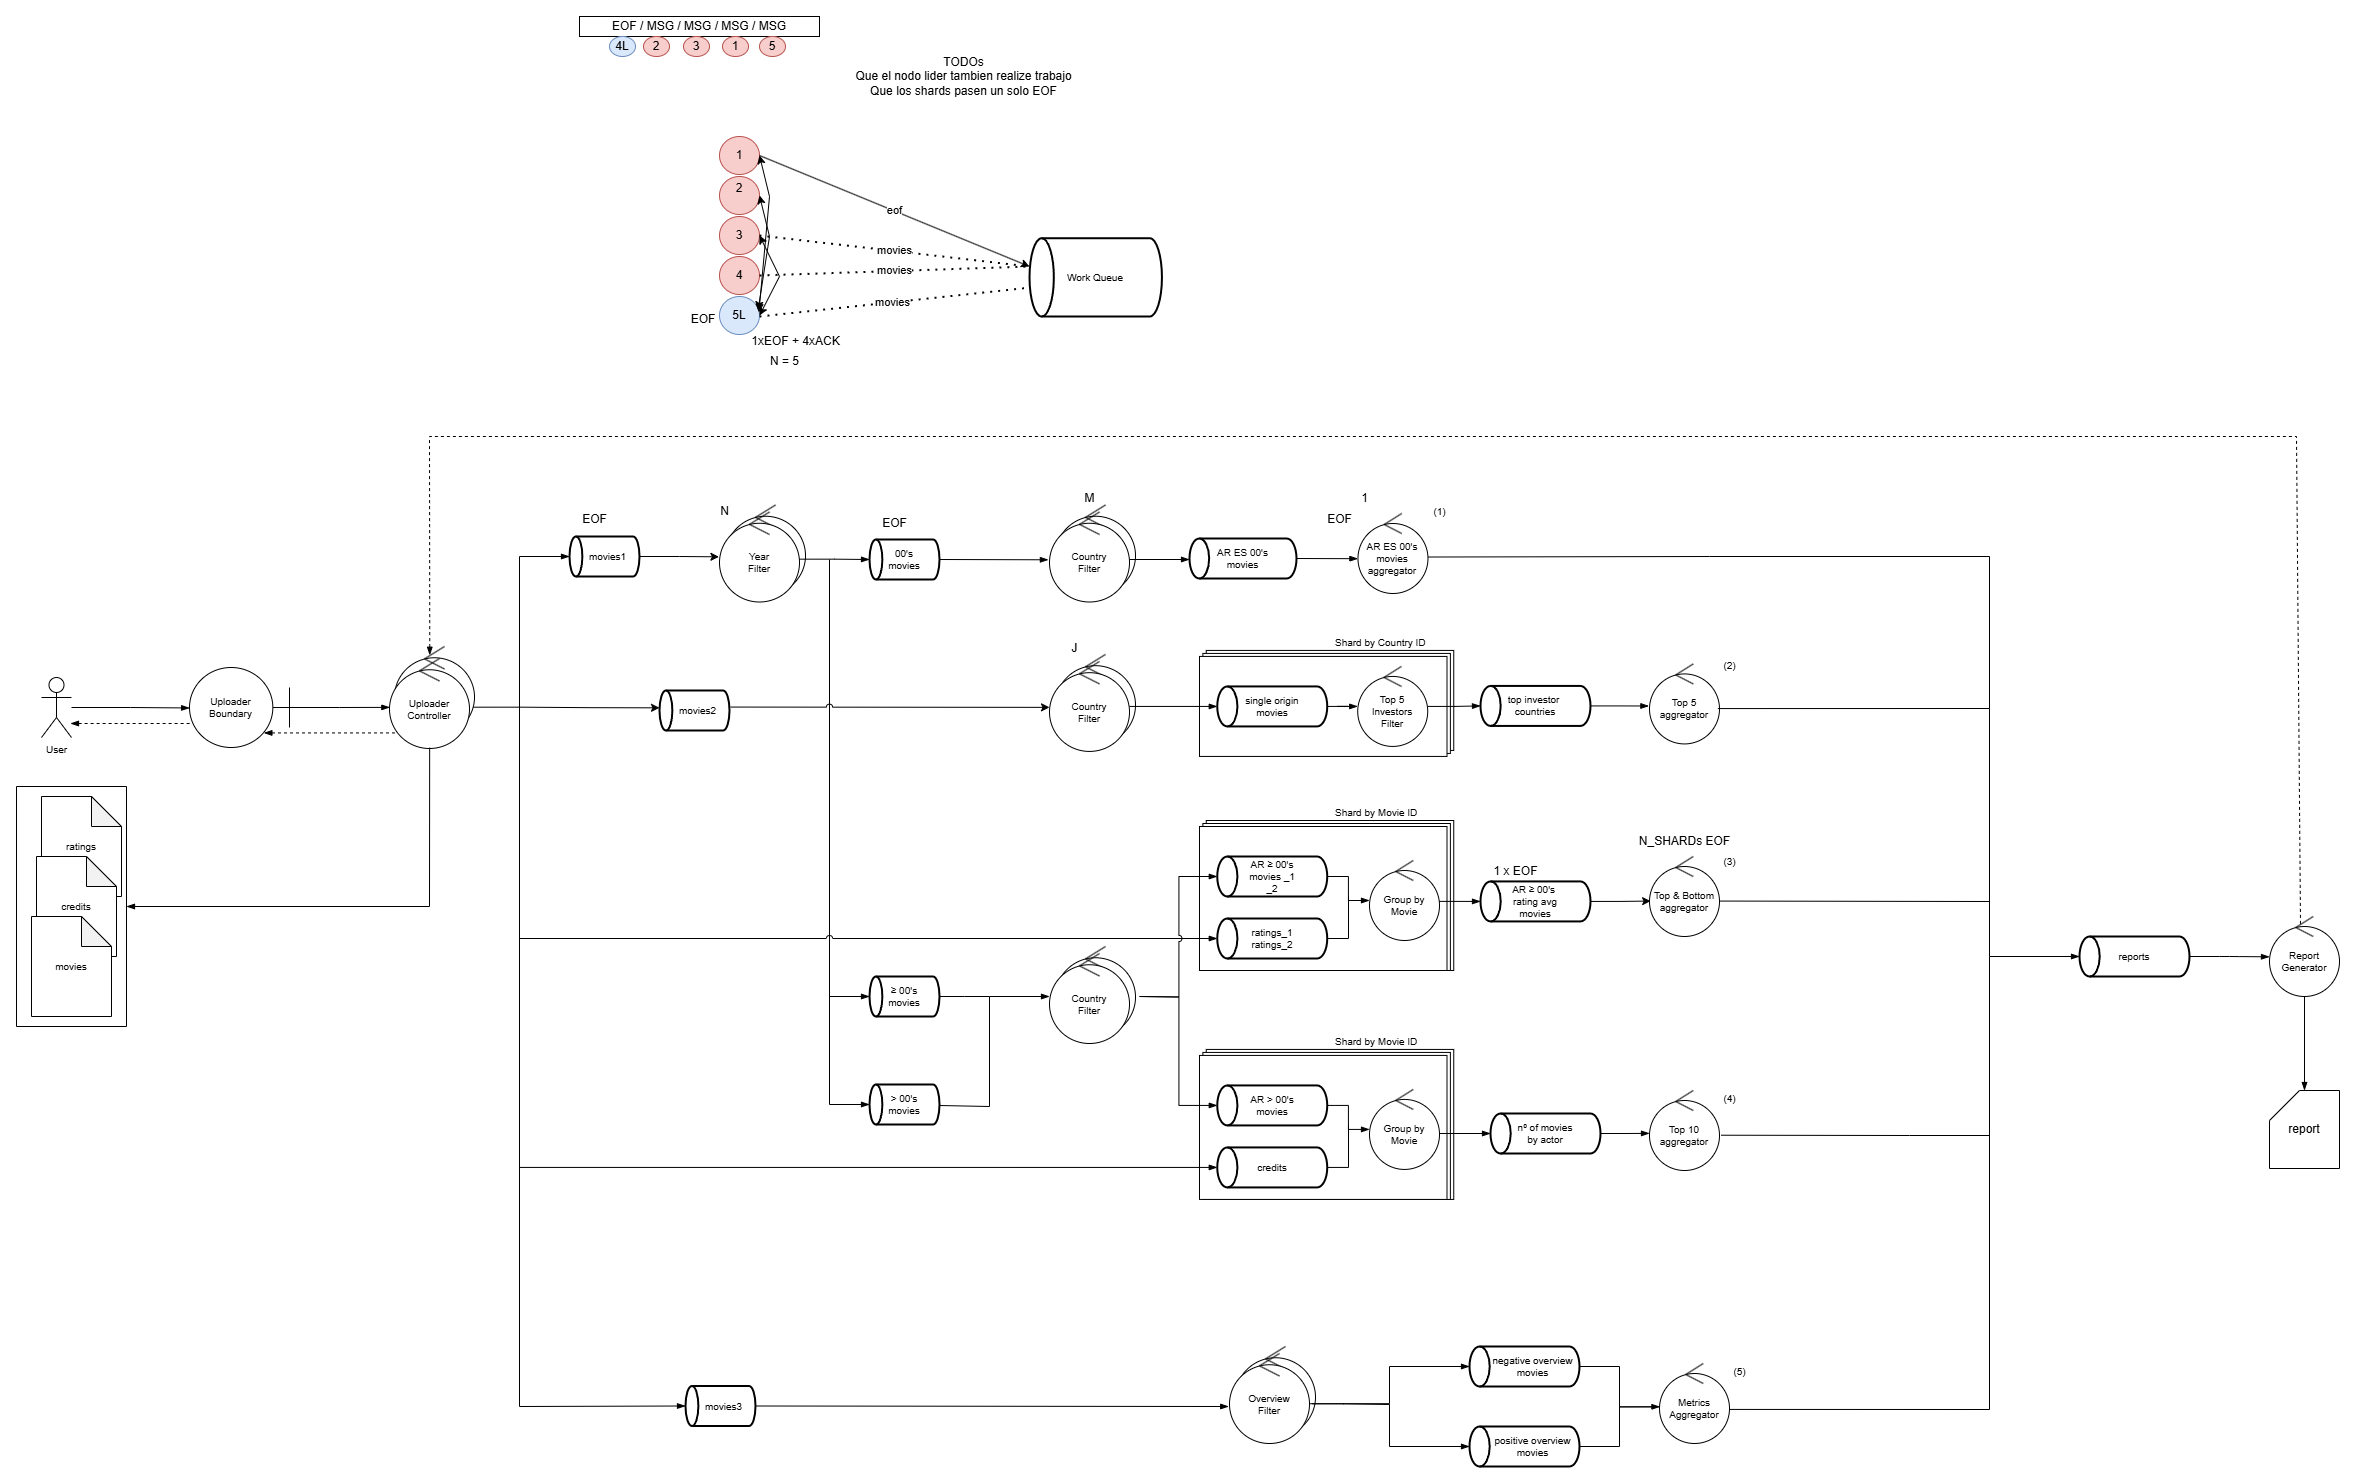 EOF / MSG / MSG / MSG / MSG
4L
2
3
1
5
TODOs
Que el nodo lider tambien realize trabajo
Que los shards pasen un solo EOF
1
2
3
4
5L
EOF
eof
movies
movies
movies
Work Queue
1xEOF + 4xACK
N = 5
EOF
movies1
N
Year
Filter
EOF
00's
movies
M
Country
Filter
AR ES 00's
movies
1
EOF
AR ES 00's
movies
aggregator
(1)
User
Uploader
Boundary
Uploader
Controller
movies2
J
Country
Filter
Shard by Country ID
single origin
movies
Top 5
Investors
Filter
top investor
countries
Top 5
aggregator
(2)
ratings
credits
movies
Shard by Movie ID
AR ≥ 00's
movies _1
_2
ratings_1
ratings_2
Group by
Movie
1 x EOF
AR ≥ 00's
rating avg
movies
N_SHARDs EOF
(3)
Top & Bottom
aggregator
≥ 00's
movies
> 00's
movies
Country
Filter
Shard by Movie ID
AR > 00's
movies
credits
Group by
Movie
nº of movies
by actor
Top 10
aggregator
(4)
reports
Report
Generator
report
movies3
Overview
Filter
negative overview
movies
positive overview
movies
Metrics
Aggregator
(5)